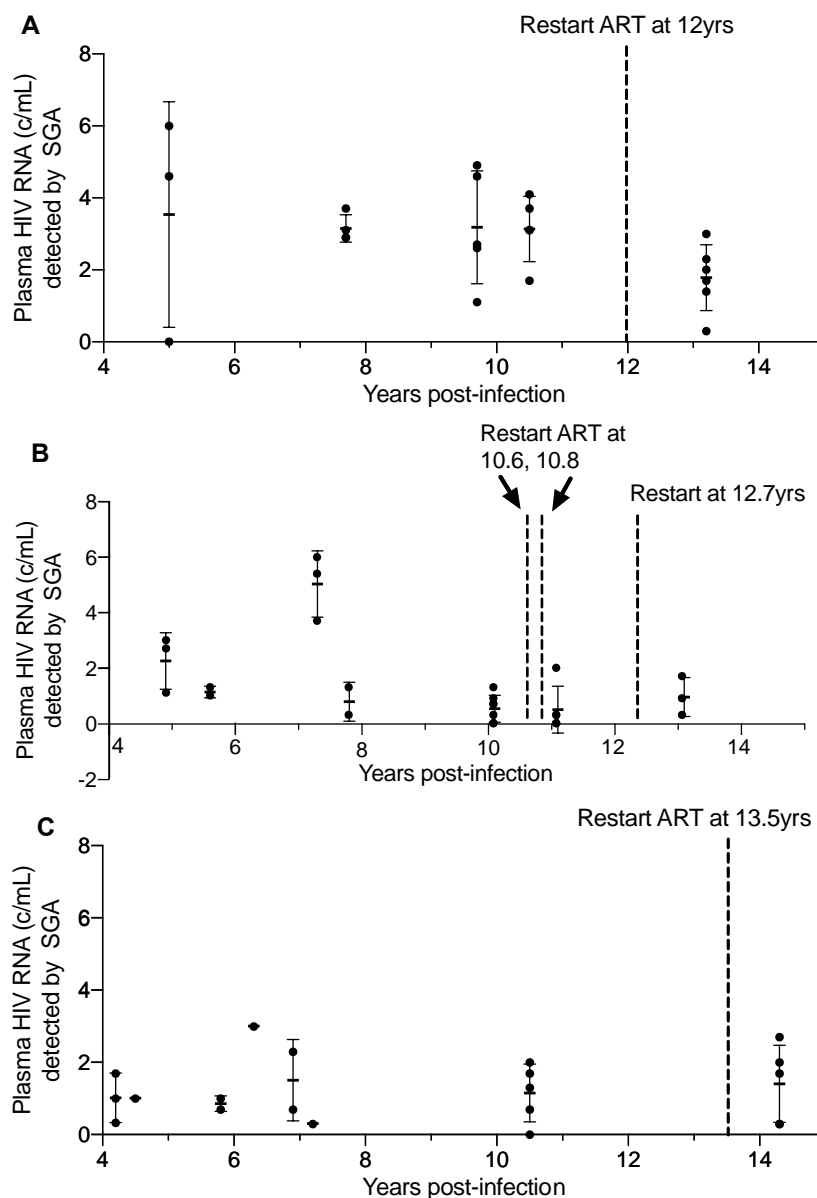 A
Restart ART at 12yrs
Plasma HIV RNA (c/mL)
detected by SGA
8
6
4
2
0
4 6 8 10 12 14
Years post-infection
B
Restart ART at
10.6, 10.8
Restart at 12.7yrs
Plasma HIV RNA (c/mL)
detected by SGA
8
6
4
2
0
-2
4 6 8 10 12 14
Years post-infection
C
Restart ART at 13.5yrs
Plasma HIV RNA (c/mL)
detected by SGA
8
6
4
2
0
4 6 8 10 12 14
Years post-infection